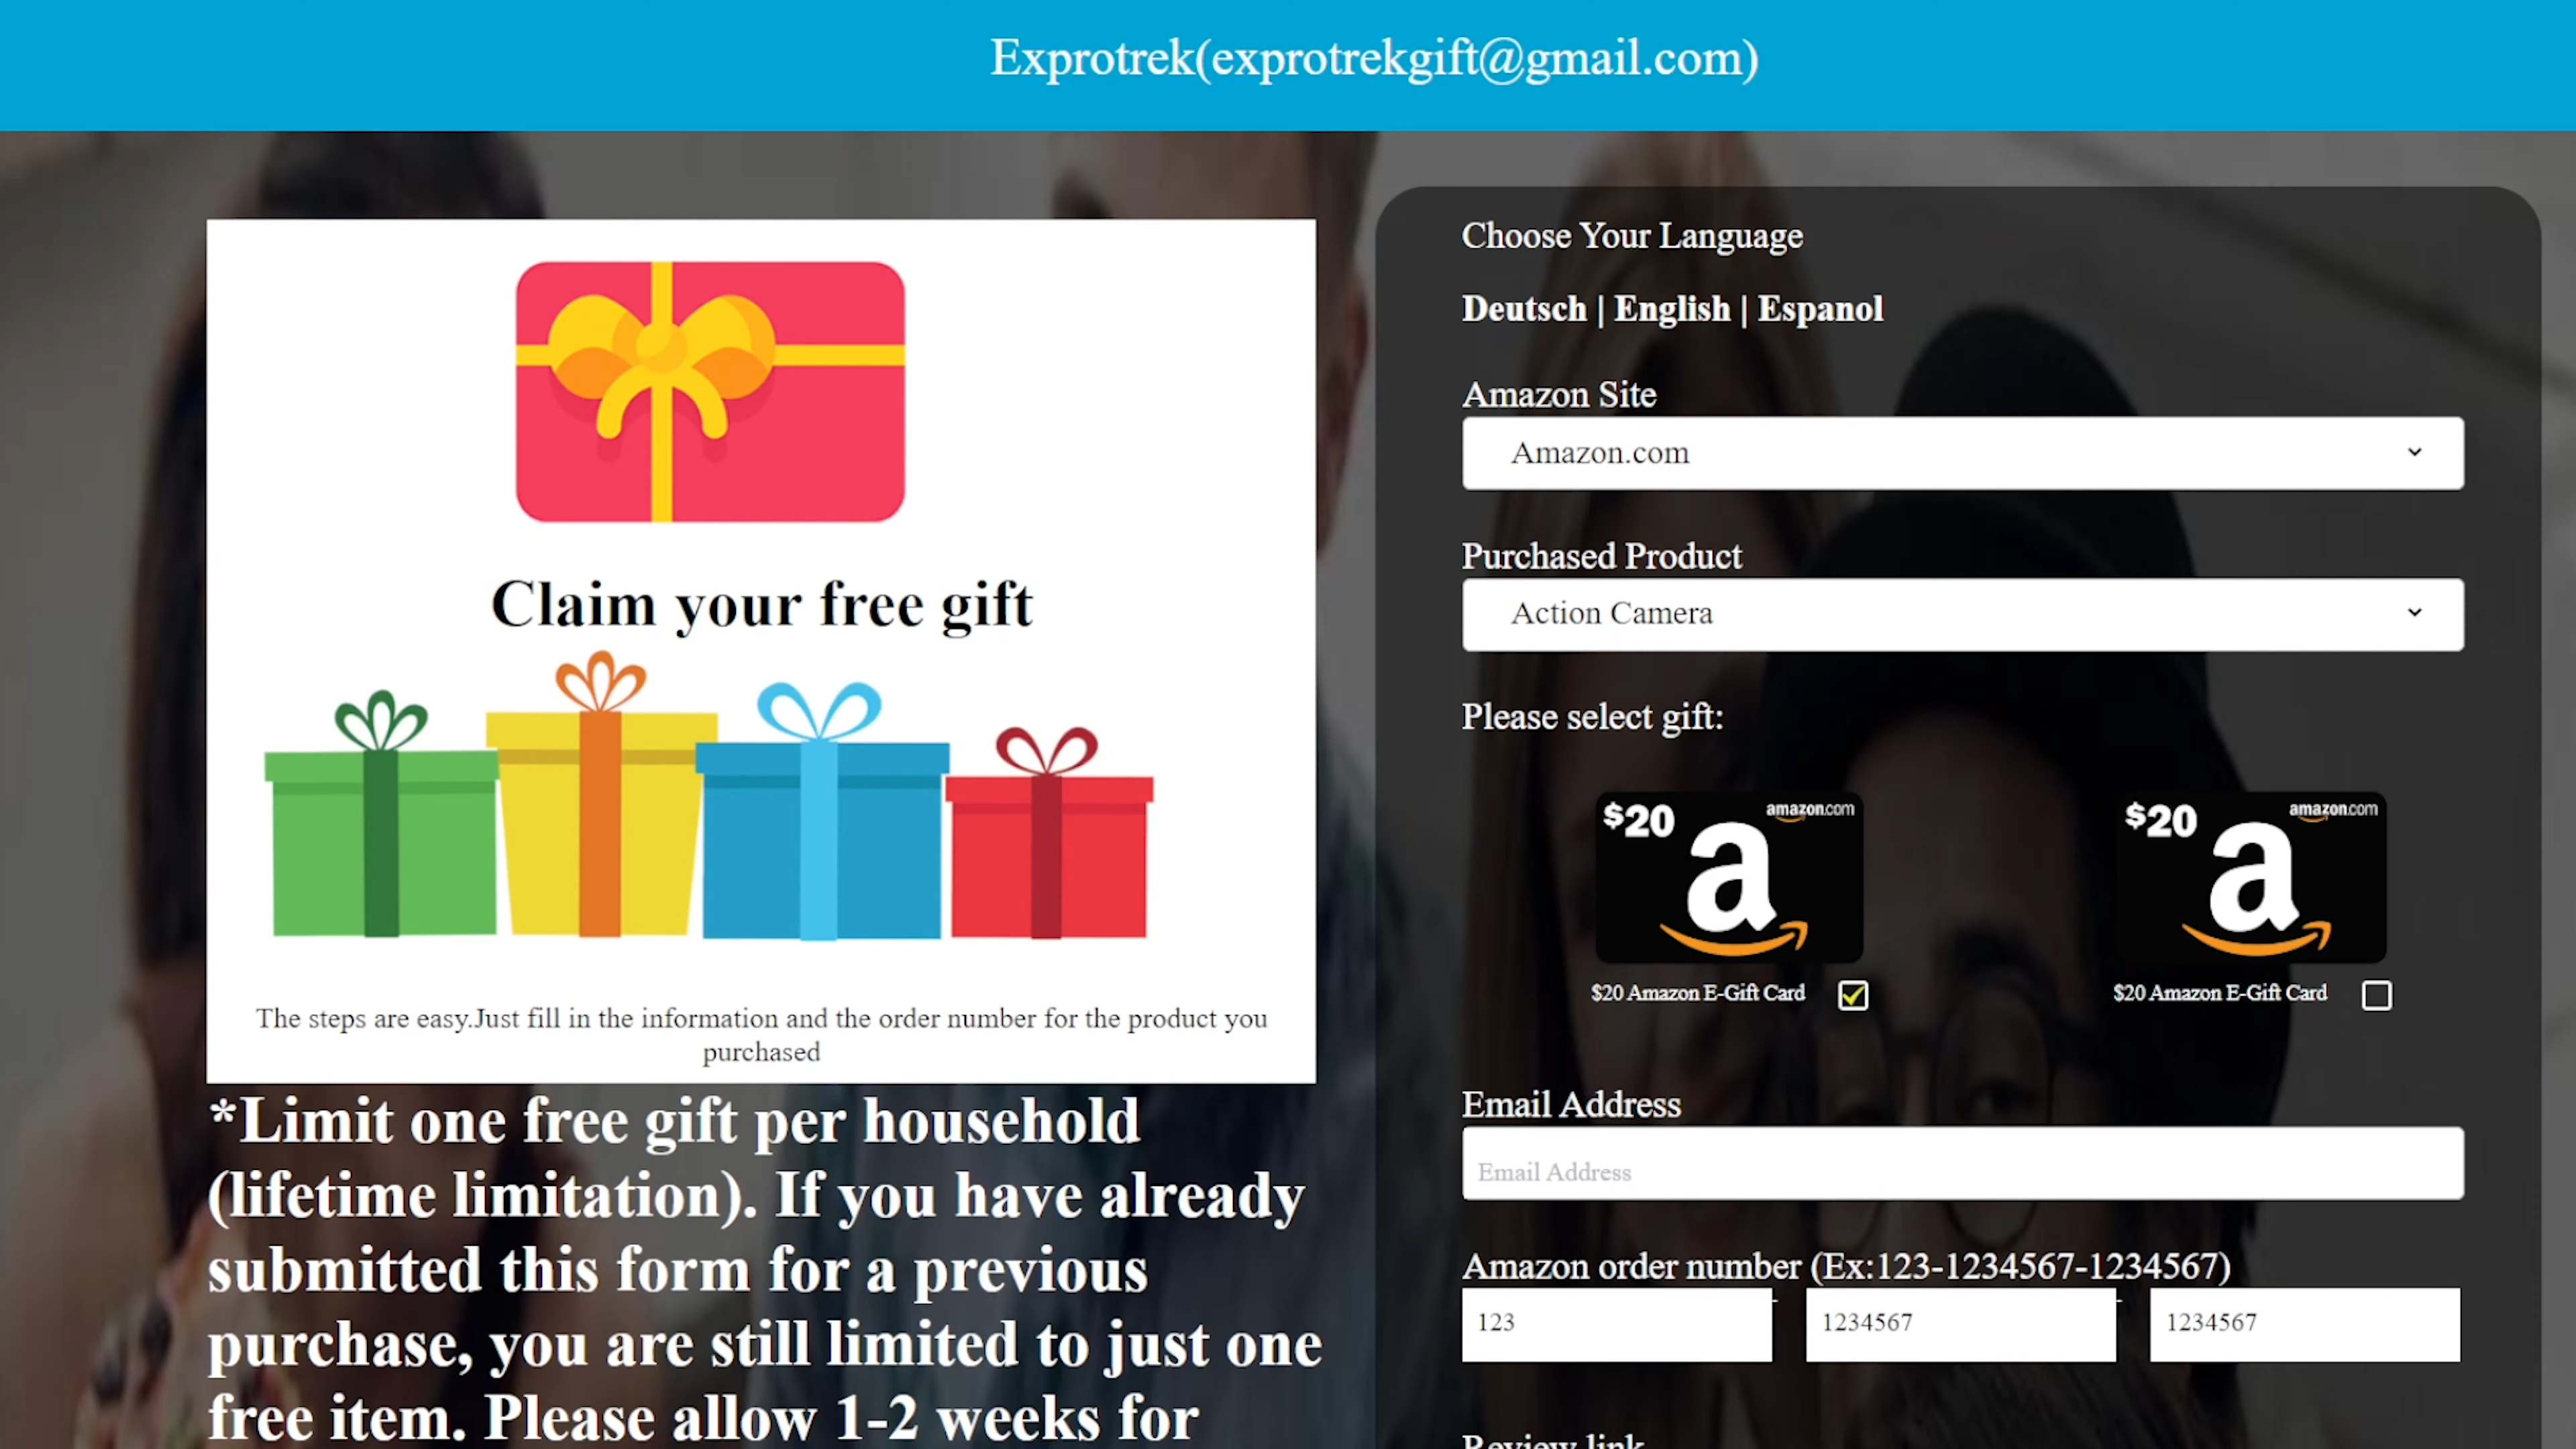 Exprotrek(exprotrekgift@gmail.com)
Claim your free gift
The steps are easy.Just fill in the information and the order number for the product you
purchased
*Limit one free gift per household
(lifetime limitation). If you have already
submitted this form for a previous
purchase, you are still limited to just one
free item. Please allow 1-2 weeks for
Choose Your Language
Deutsch | English | Espanol
Amazon Site
Amazon.com
Purchased Product
Action Camera
Please select gift:
$20 amazon.com
a
$20 Amazon E-Gift Card
$20 amazon.com
a
$20 Amazon E-Gift Card
Email Address
Email Address
Amazon order number (Ex:123-1234567-1234567)
123 - 1234567 - 1234567
Review link